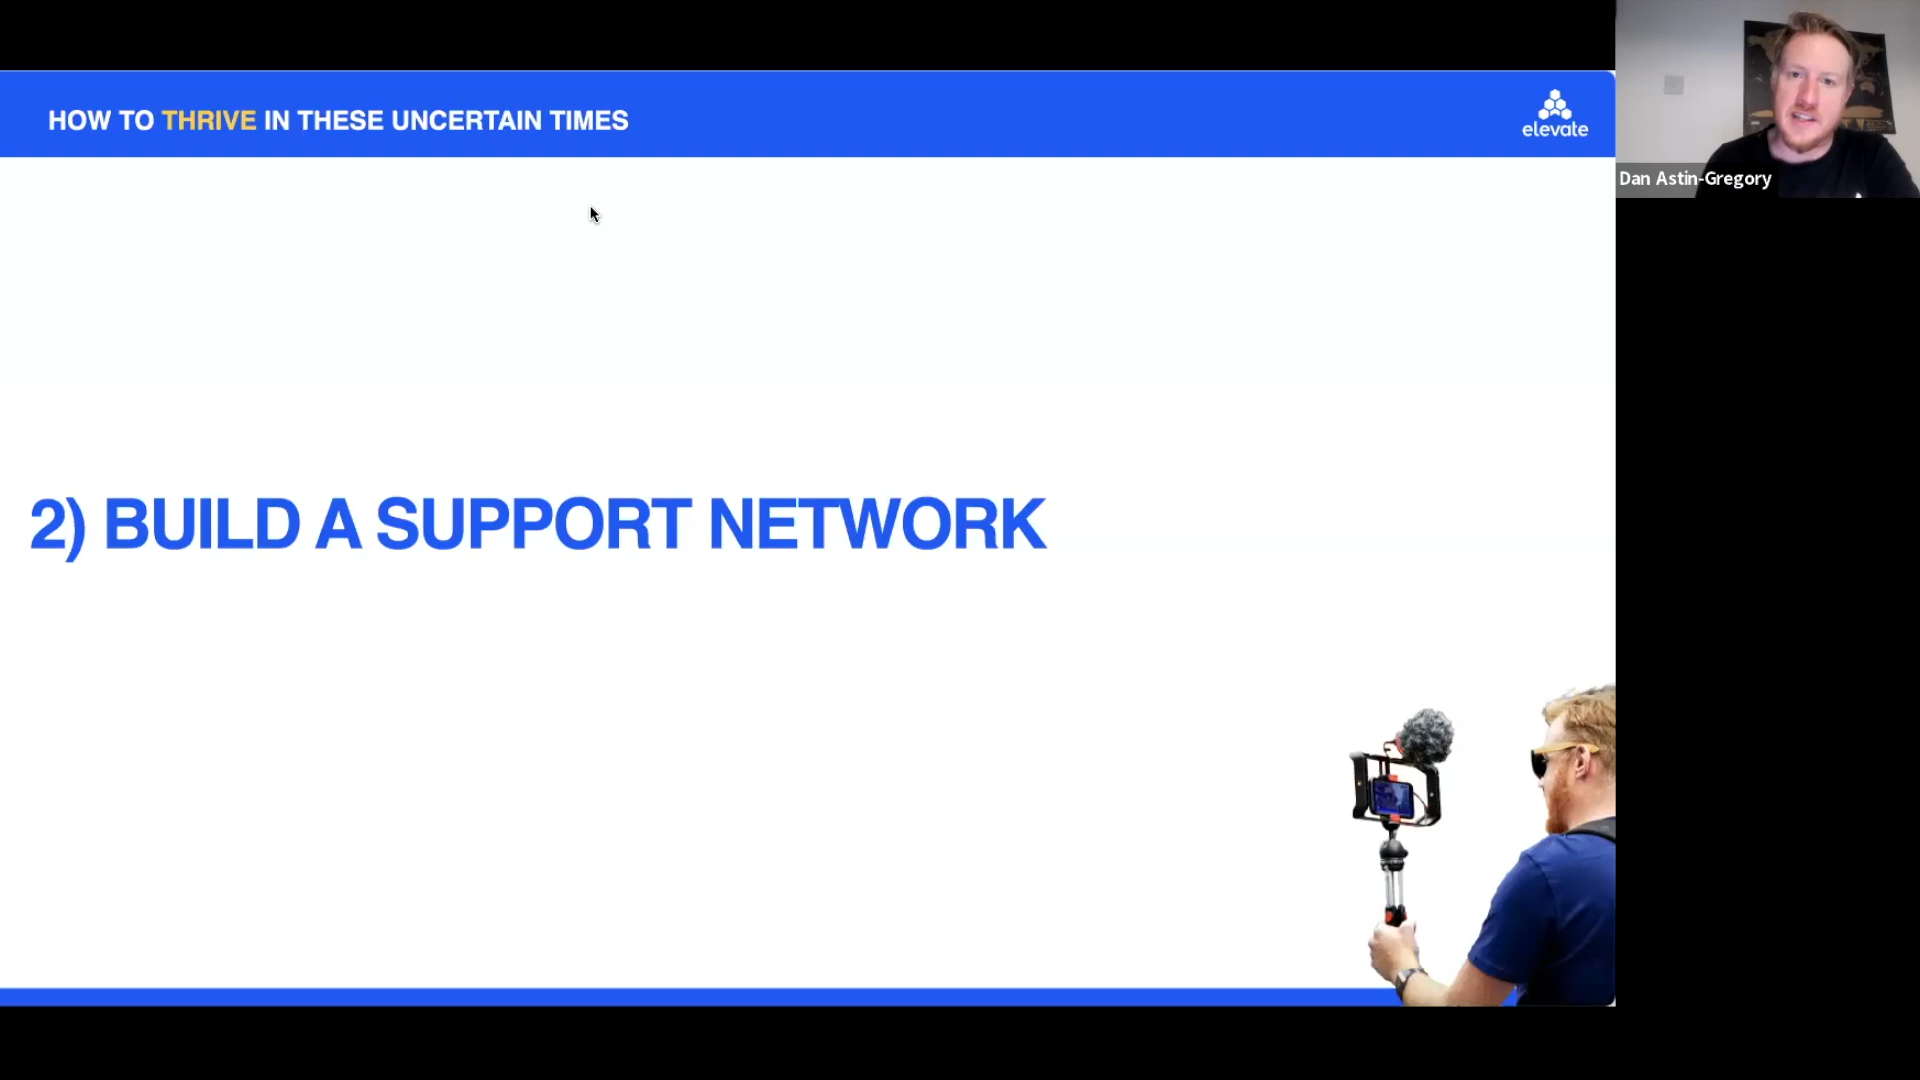 HOW TO THRIVE IN THESE UNCERTAIN TIMES
elevate
Dan Astin-Gregory
2) BUILD A SUPPORT NETWORK